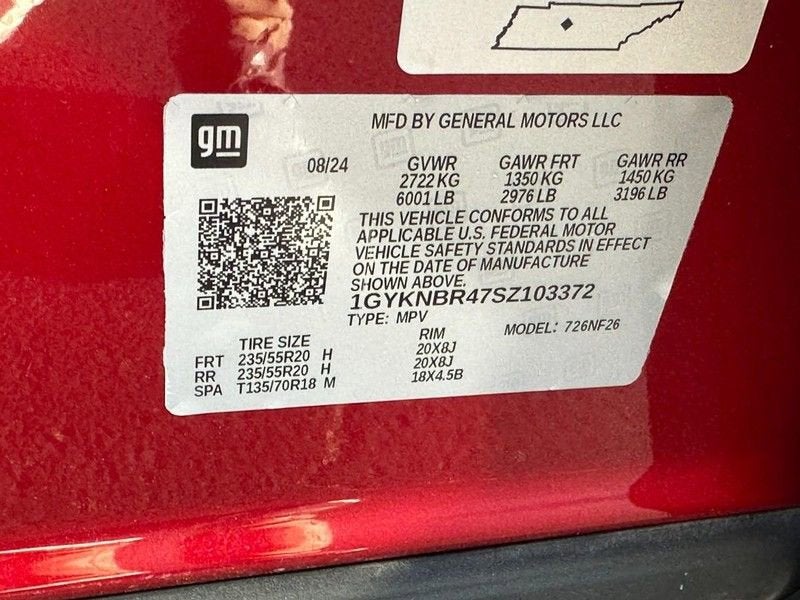 gm
MFD BY GENERAL MOTORS LLC
08/24 GVWR GAWR FRT GAWR RR
2722 KG 1350 KG 1450 KG
6001 LB 2976 LB 3196 LB
THIS VEHICLE CONFORMS TO ALL
APPLICABLE U.S. FEDERAL MOTOR
VEHICLE SAFETY STANDARDS IN EFFECT
ON THE DATE OF MANUFACTURE
SHOWN ABOVE.
1GYKNBR47SZ103372
TYPE: MPV MODEL: 726NF26
TIRE SIZE RIM
FRT 235/55R20 H 20X8J
RR 235/55R20 H 20X8J
SPA T135/70R18 M 18X4.5B